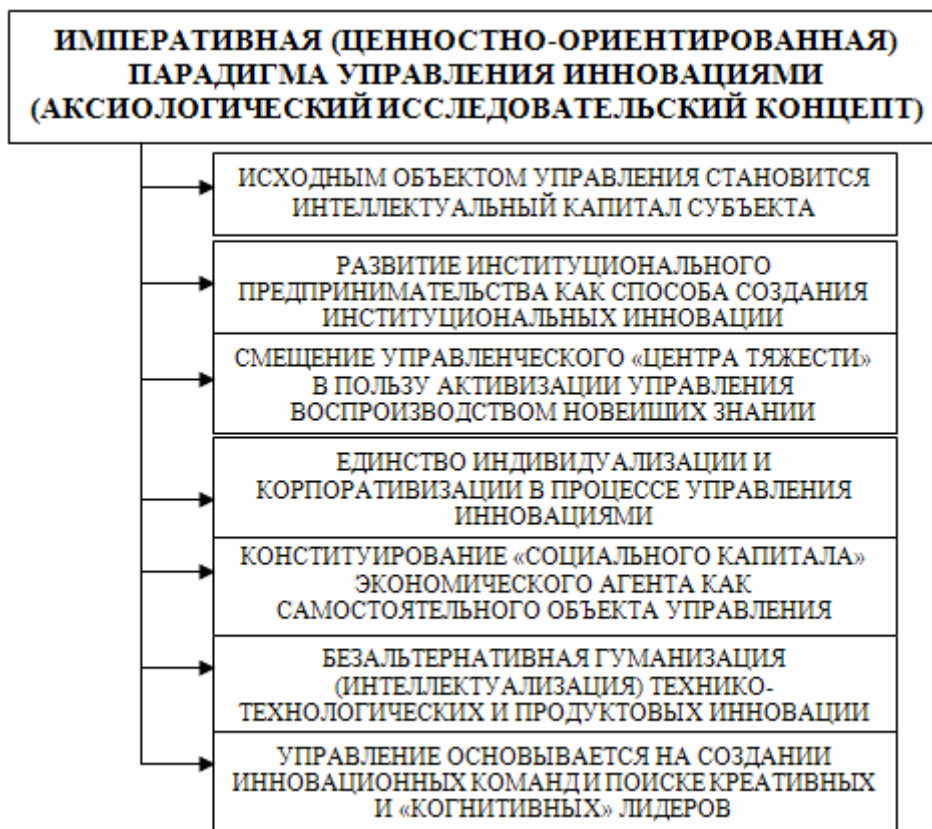 ИМПЕРАТИВНАЯ (ЦЕННОСТНО-ОРИЕНТИРОВАННАЯ)
ПАРАДИГМА УПРАВЛЕНИЯ ИННОВАЦИЯМИ
(АКСИОЛОГИЧЕСКИЙ ИССЛЕДОВАТЕЛЬСКИЙ КОНЦЕПТ)
ИСХОДНЫМ ОБЪЕКТОМ УПРАВЛЕНИЯ СТАНОВИТСЯ
ИНТЕЛЛЕКТУАЛЬНЫЙ КАПИТАЛ СУБЪЕКТА
РАЗВИТИЕ ИНСТИТУЦИОНАЛЬНОГО
ПРЕДПРИНИМАТЕЛЬСТВА КАК СПОСОБА СОЗДАНИЯ
ИНСТИТУЦИОНАЛЬНЫХ ИННОВАЦИИ
СМЕЩЕНИЕ УПРАВЛЕНЧЕСКОГО «ЦЕНТРА ТЯЖЕСТИ»
В ПОЛЬЗУ АКТИВИЗАЦИИ УПРАВЛЕНИЯ
ВОСПРОИЗВОДСТВОМ НОВЕИШИХ ЗНАНИИ
ЕДИНСТВО ИНДИВИДУАЛИЗАЦИИ И
КОРПОРАТИВИЗАЦИИ В ПРОЦЕССЕ УПРАВЛЕНИЯ
ИННОВАЦИЯМИ
КОНСТИТУИРОВАНИЕ «СОЦИАЛЬНОГО КАПИТАЛА»
ЭКОНОМИЧЕСКОГО АГЕНТА КАК
САМОСТОЯТЕЛЬНОГО ОБЪЕКТА УПРАВЛЕНИЯ
БЕЗАЛЬТЕРНАТИВНАЯ ГУМАНИЗАЦИЯ
(ИНТЕЛЛЕКТУАЛИЗАЦИЯ) ТЕХНИКО-
ТЕХНОЛОГИЧЕСКИХ И ПРОДУКТОВЫХ ИННОВАЦИИ
УПРАВЛЕНИЕ ОСНОВЫВАЕТСЯ НА СОЗДАНИИ
ИННОВАЦИОННЫХ КОМАНД И ПОИСКЕ КРЕАТИВНЫХ
И «КОГНИТИВНЫХ» ЛИДЕРОВ